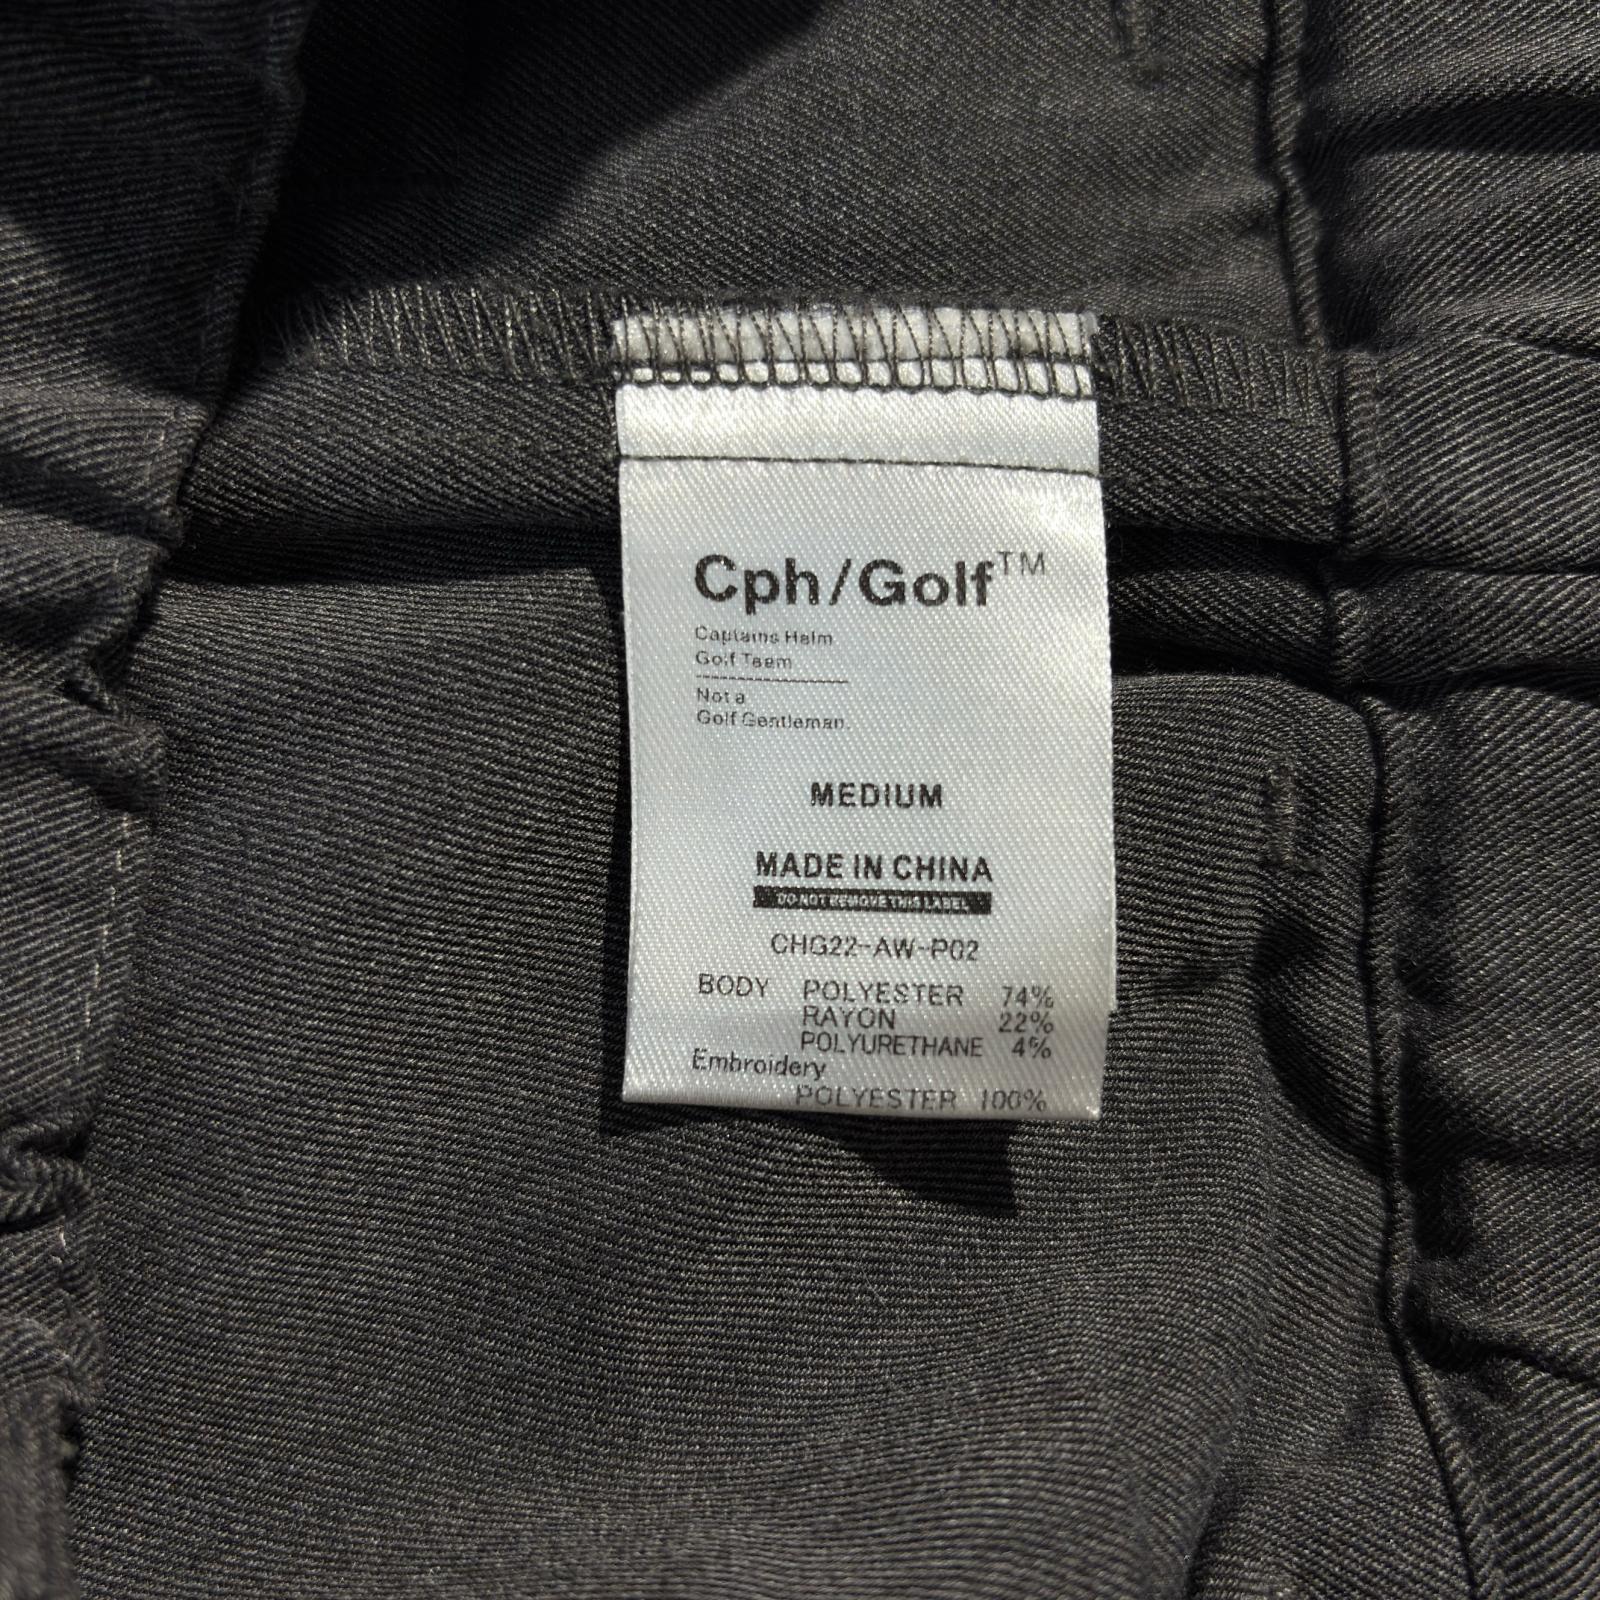 Cph/Golf™
Captains Helm
Golf Team
Not a
Golf Gentleman.
MEDIUM
MADE IN CHINA
DO NOT REMOVE THIS LABEL
CHG22-AW-P02
BODY POLYESTER 74%
RAYON 22%
POLYURETHANE 4%
Embroidery
POLYESTER 100%